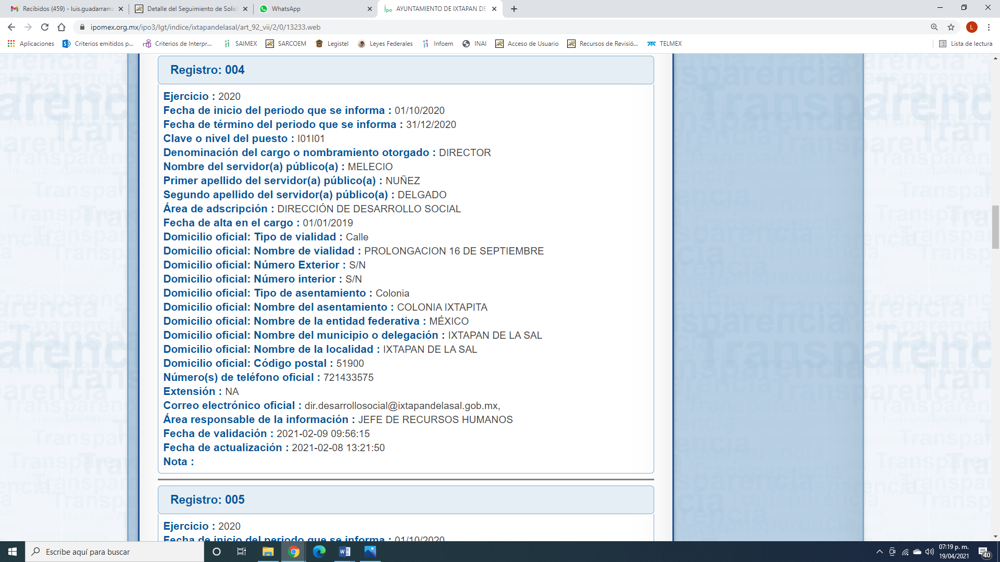 Recibidos (459) - luis.guadarrama
Detalle del Seguimiento de Solici
WhatsApp
AYUNTAMIENTO DE IXTAPAN DE
ipomex.org.mx/ipo3/lgt/indice/ixtapandelasal/art_92_vii/2/0/13233.web
L
Aplicaciones
Criterios emitidos p...
Criterios de Interpr...
SAIMEX
SARCOEM
Legistel
Leyes Federales
Infoem
INAI
Acceso de Usuario
Recursos de Revisió...
TELMEX
Lista de lectura
Registro: 004
Ejercicio : 2020
Fecha de inicio del periodo que se informa : 01/10/2020
Fecha de término del periodo que se informa : 31/12/2020
Clave o nivel del puesto : I01I01
Denominación del cargo o nombramiento otorgado : DIRECTOR
Nombre del servidor(a) público(a) : MELECIO
Primer apellido del servidor(a) público(a) : NUÑEZ
Segundo apellido del servidor(a) público(a) : DELGADO
Área de adscripción : DIRECCIÓN DE DESARROLLO SOCIAL
Fecha de alta en el cargo : 01/01/2019
Domicilio oficial: Tipo de vialidad : Calle
Domicilio oficial: Nombre de vialidad : PROLONGACION 16 DE SEPTIEMBRE
Domicilio oficial: Número Exterior : S/N
Domicilio oficial: Número interior : S/N
Domicilio oficial: Tipo de asentamiento : Colonia
Domicilio oficial: Nombre del asentamiento : COLONIA IXTAPITA
Domicilio oficial: Nombre de la entidad federativa : MÉXICO
Domicilio oficial: Nombre del municipio o delegación : IXTAPAN DE LA SAL
Domicilio oficial: Nombre de la localidad : IXTAPAN DE LA SAL
Domicilio oficial: Código postal : 51900
Número(s) de teléfono oficial : 721433575
Extensión : NA
Correo electrónico oficial : dir.desarrollosocial@ixtapandelasal.gob.mx,
Área responsable de la información : JEFE DE RECURSOS HUMANOS
Fecha de validación : 2021-02-09 09:56:15
Fecha de actualización : 2021-02-08 13:21:50
Nota :
Registro: 005
Ejercicio : 2020
Fecha de inicio del periodo que se informa : 01/10/2020
Escribe aquí para buscar
07:19 p. m.
19/04/2021
40